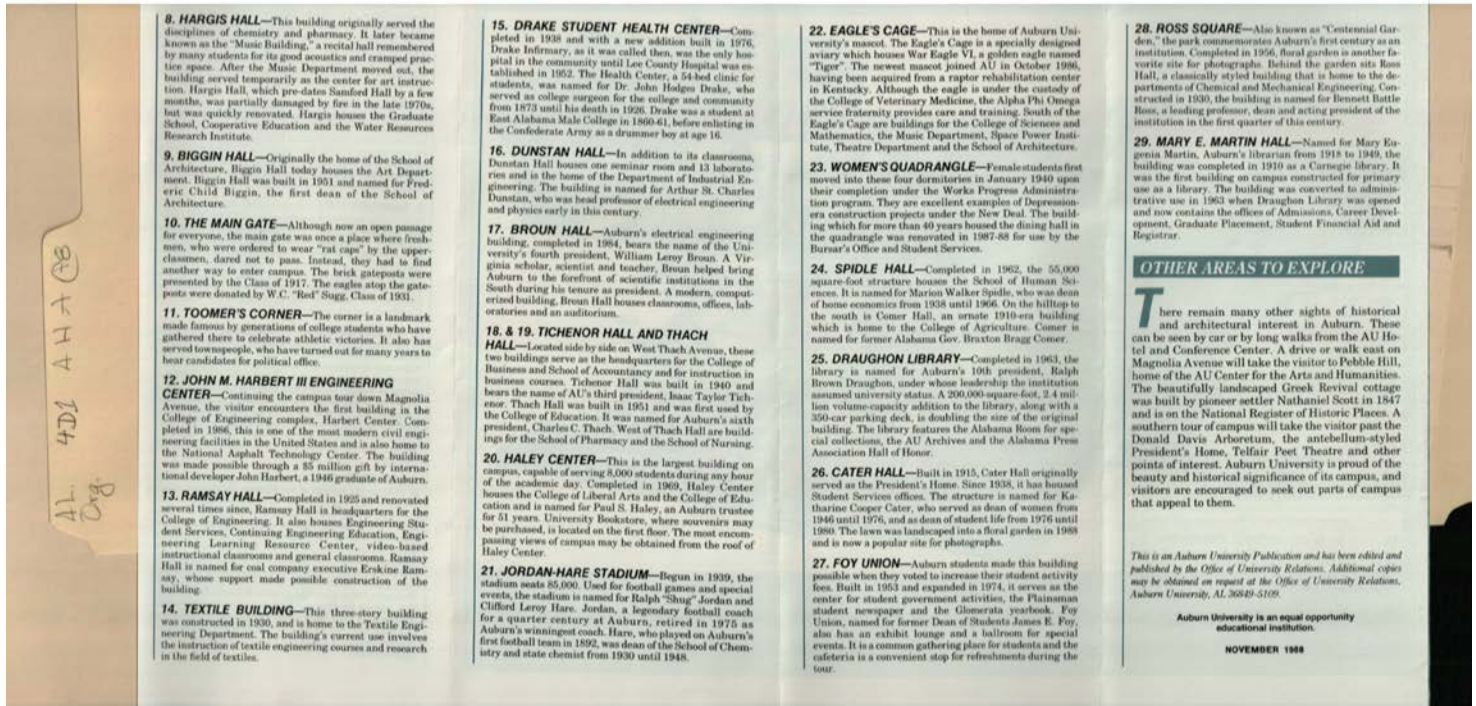 AL. 4D1 A H A (78)
Org.
8. HARGIS HALL—This building originally served the
disciplines of chemistry and pharmacy. It later became
known as the "Music Building," a recital hall remembered
by many students for its good acoustics and cramped prac-
tice space. After the Music Department moved out, the
building served temporarily as the center for art instruc-
tion. Hargis Hall, which pre-dates Samford Hall by a few
months, was partially damaged by fire in the late 1970s,
but was quickly renovated. Hargis houses the Graduate
School, Cooperative Education and the Water Resources
Research Institute.
9. BIGGIN HALL—Originally the home of the School of
Architecture, Biggin Hall today houses the Art Depart-
ment. Biggin Hall was built in 1951 and named for Fred-
eric Child Biggin, the first dean of the School of
Architecture.
10. THE MAIN GATE—Although now an open passage
for everyone, the main gate was once a place where fresh-
men, who were ordered to wear "rat caps" by the upper-
classmen, dared not to pass. Instead, they had to find
another way to enter campus. The brick gateposts were
presented by the Class of 1917. The eagles atop the gate-
posts were donated by W.C. "Red" Sugg, Class of 1931.
11. TOOMER'S CORNER—The corner is a landmark
made famous by generations of college students who have
gathered there to celebrate athletic victories. It also has
served townspeople, who have turned out for many years to
hear candidates for political office.
12. JOHN M. HARBERT III ENGINEERING
CENTER—Continuing the campus tour down Magnolia
Avenue, the visitor encounters the first building in the
College of Engineering complex, Harbert Center. Com-
pleted in 1986, this is one of the most modern civil engi-
neering facilities in the United States and is also home to
the National Asphalt Technology Center. The building
was made possible through a $5 million gift by interna-
tional developer John Harbert, a 1946 graduate of Auburn.
13. RAMSAY HALL—Completed in 1925 and renovated
several times since, Ramsay Hall is headquarters for the
College of Engineering. It also houses Engineering Stu-
dent Services, Continuing Engineering Education, Engi-
neering Learning Resource Center, video-based
instructional classrooms and general classrooms. Ramsay
Hall is named for coal company executive Erskine Ram-
say, whose support made possible construction of the
building.
14. TEXTILE BUILDING—This three-story building
was constructed in 1930, and is home to the Textile Engi-
neering Department. The building's current use involves
the instruction of textile engineering courses and research
in the field of textiles.
15. DRAKE STUDENT HEALTH CENTER—Com-
pleted in 1938 and with a new addition built in 1976,
Drake Infirmary, as it was called then, was the only hos-
pital in the community until Lee County Hospital was es-
tablished in 1952. The Health Center, a 54-bed clinic for
students, was named for Dr. John Hodges Drake, who
served as college surgeon for the college and community
from 1873 until his death in 1926. Drake was a student at
East Alabama Male College in 1860-61, before enlisting in
the Confederate Army as a drummer boy at age 16.
16. DUNSTAN HALL—In addition to its classrooms,
Dunstan Hall houses one seminar room and 13 laborato-
ries and is the home of the Department of Industrial En-
gineering. The building is named for Arthur St. Charles
Dunstan, who was head professor of electrical engineering
and physics early in this century.
17. BROUN HALL—Auburn's electrical engineering
building, completed in 1984, bears the name of the Uni-
versity's fourth president, William Leroy Broun. A Vir-
ginia scholar, scientist and teacher, Broun helped bring
Auburn to the forefront of scientific institutions in the
South during his tenure as president. A modern, comput-
erized building, Broun Hall houses classrooms, offices, lab-
oratories and an auditorium.
18. & 19. TICHENOR HALL AND THACH
HALL—Located side by side on West Thach Avenue, these
two buildings serve as the headquarters for the College of
Business and School of Accountancy and for instruction in
business courses. Tichenor Hall was built in 1940 and
bears the name of AU's third president, Isaac Taylor Tich-
enor. Thach Hall was built in 1951 and was first used by
the College of Education. It was named for Auburn's sixth
president, Charles C. Thach. West of Thach Hall are build-
ings for the School of Pharmacy and the School of Nursing.
20. HALEY CENTER—This is the largest building on
campus, capable of serving 8,000 students during any hour
of the academic day. Completed in 1969, Haley Center
houses the College of Liberal Arts and the College of Edu-
cation and is named for Paul S. Haley, an Auburn trustee
for 51 years. University Bookstore, where souvenirs may
be purchased, is located on the first floor. The most encom-
passing views of campus may be obtained from the roof of
Haley Center.
21. JORDAN-HARE STADIUM—Begun in 1939, the
stadium seats 85,000. Used for football games and special
events, the stadium is named for Ralph "Shug" Jordan and
Clifford Leroy Hare. Jordan, a legendary football coach
for a quarter century at Auburn, retired in 1975 as
Auburn's winningest coach. Hare, who played on Auburn's
first football team in 1892, was dean of the School of Chem-
istry and state chemist from 1930 until 1948.
22. EAGLE'S CAGE—This is the home of Auburn Uni-
versity's mascot. The Eagle's Cage is a specially designed
aviary which houses War Eagle VI, a golden eagle named
"Tigor". The newest mascot joined AU in October 1986,
having been acquired from a raptor rehabilitation center
in Kentucky. Although the eagle is under the custody of
the College of Veterinary Medicine, the Alpha Phi Omega
service fraternity provides care and training. South of the
Eagle's Cage are buildings for the College of Sciences and
Mathematics, the Music Department, Space Power Insti-
tute, Theatre Department and the School of Architecture.
23. WOMEN'S QUADRANGLE—Female students first
moved into these four dormitories in January 1940 upon
their completion under the Works Progress Administra-
tion program. They are excellent examples of Depression-
era construction projects under the New Deal. The build-
ing which for more than 40 years housed the dining hall in
the quadrangle was renovated in 1987-88 for use by the
Bursar's Office and Student Services.
24. SPIDLE HALL—Completed in 1962, the 55,000
square-foot structure houses the School of Human Sci-
ences. It is named for Marion Walker Spidle, who was dean
of home economics from 1938 until 1966. On the hilltop to
the south is Comer Hall, an ornate 1910-era building
which is home to the College of Agriculture. Comer is
named for former Alabama Gov. Braxton Bragg Comer.
25. DRAUGHON LIBRARY—Completed in 1963, the
library is named for Auburn's 10th president, Ralph
Brown Draughon, under whose leadership the institution
assumed university status. A 200,000-square-foot, 2.4 mil-
lion volume-capacity addition to the library, along with a
350-car parking deck, is doubling the size of the original
building. The library features the Alabama Room for spe-
cial collections, the AU Archives and the Alabama Press
Association Hall of Honor.
26. CATER HALL—Built in 1915, Cater Hall originally
served as the President's Home. Since 1938, it has housed
Student Services offices. The structure is named for Ka-
tharine Cooper Cater, who served as dean of women from
1946 until 1976, and as dean of student life from 1976 until
1980. The lawn was landscaped into a floral garden in 1988
and is now a popular site for photographs.
27. FOY UNION—Auburn students made this building
possible when they voted to increase their student activity
fees. Built in 1953 and expanded in 1974, it serves as the
center for student government activities, the Plainsman
student newspaper and the Glomerata yearbook. Foy
Union, named for former Dean of Students James E. Foy,
also has an exhibit lounge and a ballroom for special
events. It is a common gathering place for students and the
cafeteria is a convenient stop for refreshments during the
tour.
28. ROSS SQUARE—Also known as "Centennial Gar-
den," the park commemorates Auburn's first century as an
institution. Completed in 1956, floral garden is another fa-
vorite site for photographs. Behind the garden sits Ross
Hall, a classically styled building that is home to the de-
partments of Chemical and Mechanical Engineering. Con-
structed in 1930, the building is named for Bennett Battle
Ross, a leading professor, dean and acting president of the
institution in the first quarter of this century.
29. MARY E. MARTIN HALL—Named for Mary Eu-
genia Martin, Auburn's librarian from 1918 to 1949, the
building was completed in 1910 as a Carnegie library. It
was the first building on campus constructed for primary
use as a library. The building was converted to adminis-
trative use in 1963 when Draughon Library was opened
and now contains the offices of Admissions, Career Devel-
opment, Graduate Placement, Student Financial Aid and
Registrar.
OTHER AREAS TO EXPLORE
There remain many other sights of historical
and architectural interest in Auburn. These
can be seen by car or by long walks from the AU Ho-
tel and Conference Center. A drive or walk east on
Magnolia Avenue will take the visitor to Pebble Hill,
home of the AU Center for the Arts and Humanities.
The beautifully landscaped Greek Revival cottage
was built by pioneer settler Nathaniel Scott in 1847
and is on the National Register of Historic Places. A
southern tour of campus will take the visitor past the
Donald Davis Arboretum, the antebellum-styled
President's Home, Telfair Peet Theatre and other
points of interest. Auburn University is proud of the
beauty and historical significance of its campus, and
visitors are encouraged to seek out parts of campus
that appeal to them.
This is an Auburn University Publication and has been edited and
published by the Office of University Relations. Additional copies
may be obtained on request at the Office of University Relations,
Auburn University, AL 36849-5109.
Auburn University is an equal opportunity
educational institution.
NOVEMBER 1988